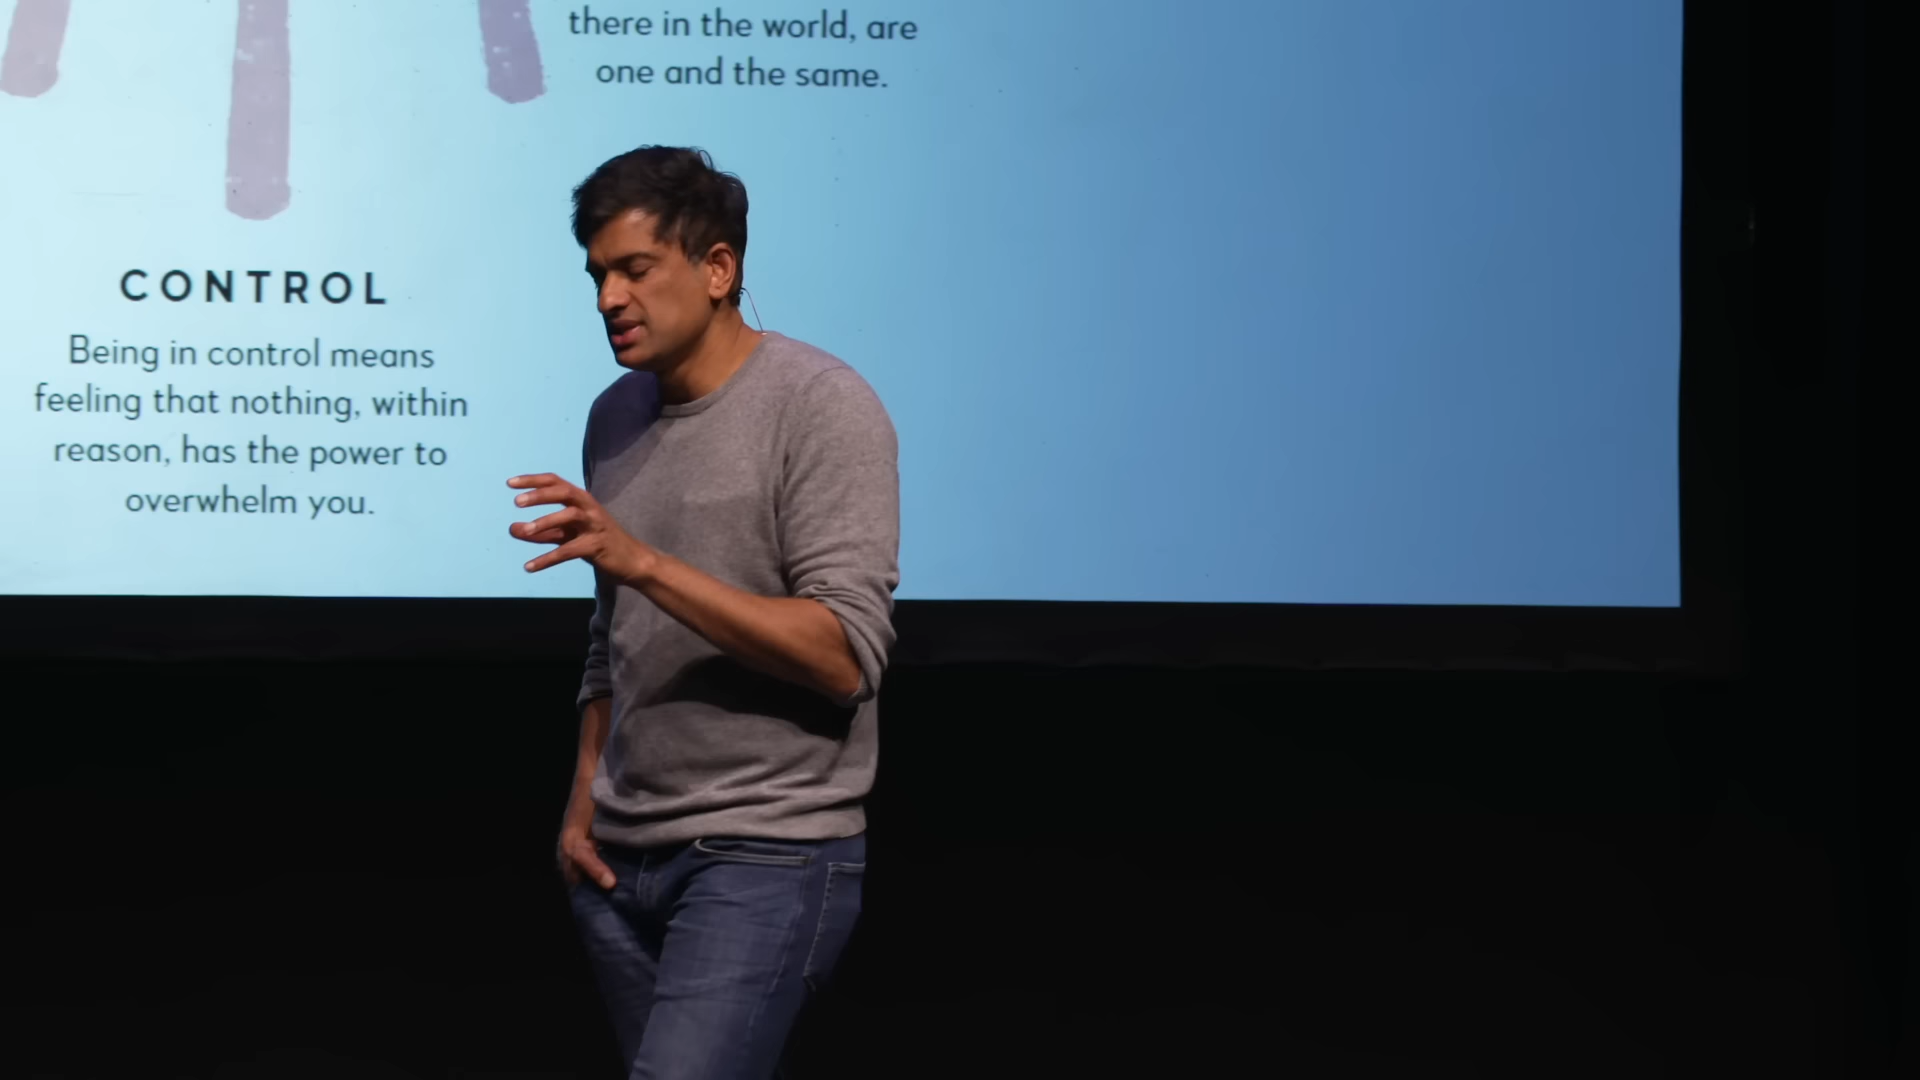 there in the world, are
one and the same.
CONTROL
Being in control means
feeling that nothing, within
reason, has the power to
overwhelm you.